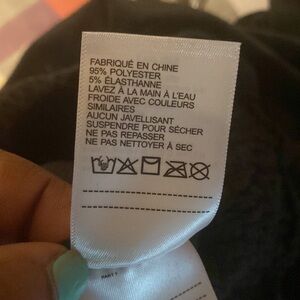 FABRIQUÉ EN CHINE
95% POLYESTER
5% ÉLASTHANNE
LAVEZ À LA MAIN À L'EAU
FROIDE AVEC COULEURS
SIMILAIRES
AUCUN JAVELLISANT
SUSPENDRE POUR SÉCHER
NE PAS REPASSER
NE PAS NETTOYER À SEC